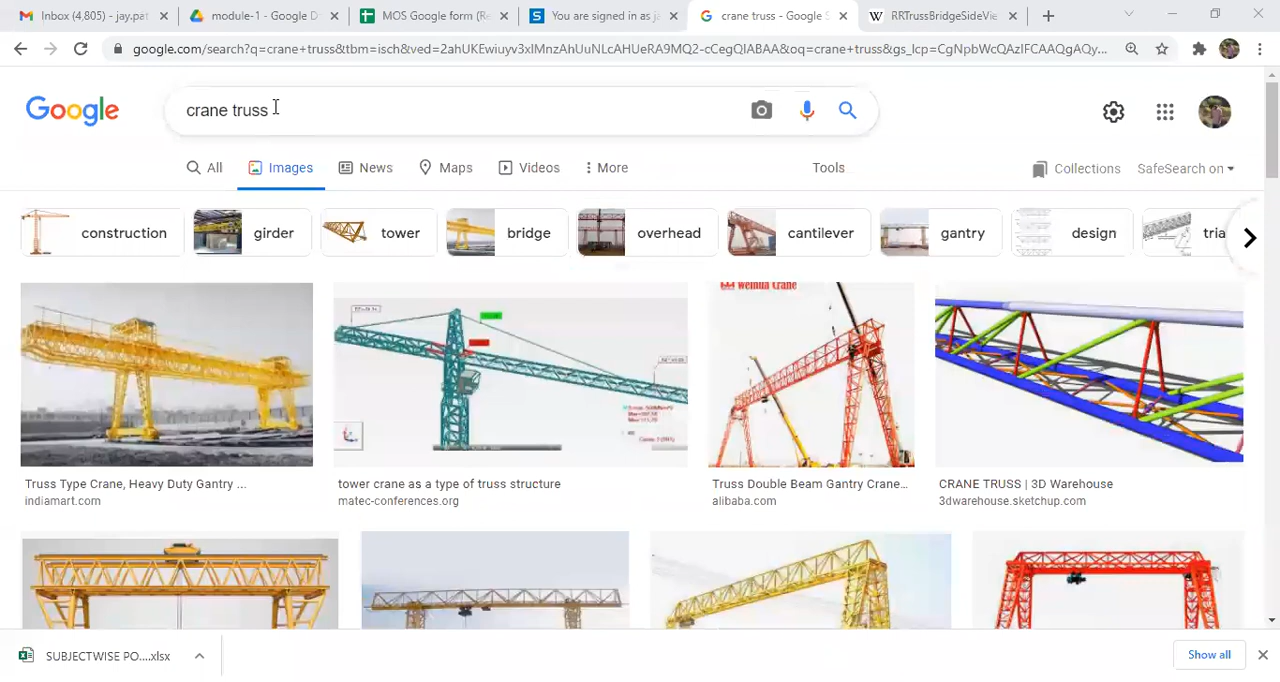 Inbox (4,805) - jay.pat
module-1 - Google D
MOS Google form (Re
You are signed in as ja
crane truss - Google S
RRTrussBridgeSideVie
google.com/search?q=crane+truss&tbm=isch&ved=2ahUKEwiuyv3xlMnzAhUuNLcAHUeRA9MQ2-cCegQIABAA&oq=crane+truss&gs_lcp=CgNpbWcQAzIFCAAQgAQy...
Google
crane truss
All
Images
News
Maps
Videos
More
Tools
Collections
SafeSearch on
construction
girder
tower
bridge
overhead
cantilever
gantry
design
tria
Weihua Crane
Truss Type Crane, Heavy Duty Gantry ...
indiamart.com
tower crane as a type of truss structure
matec-conferences.org
Truss Double Beam Gantry Crane...
alibaba.com
CRANE TRUSS | 3D Warehouse
3dwarehouse.sketchup.com
SUBJECTWISE PO....xlsx
Show all